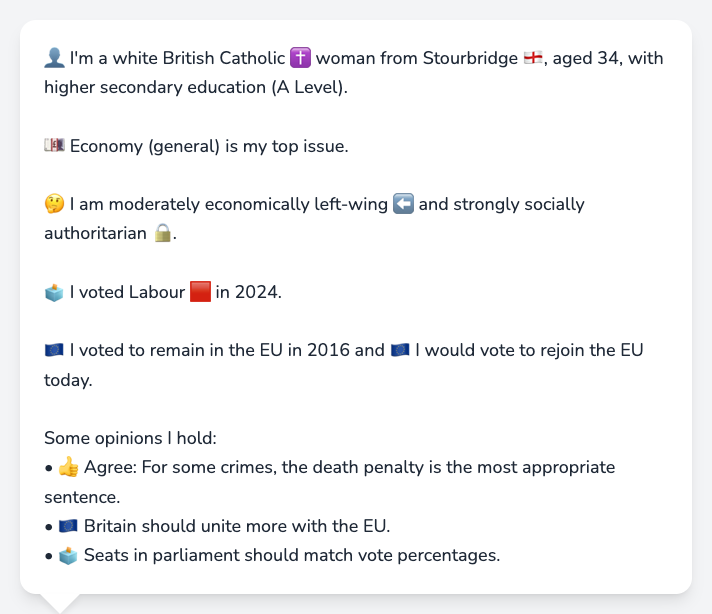 👤 I'm a white British Catholic ✝️ woman from Stourbridge 🏴󠁧󠁢󠁥󠁮󠁧󠁿, aged 34, with
higher secondary education (A Level).
💷 Economy (general) is my top issue.
🤔 I am moderately economically left-wing ⬅️ and strongly socially
authoritarian 🔒.
🗳️ I voted Labour 🟥 in 2024.
🇪🇺 I voted to remain in the EU in 2016 and 🇪🇺 I would vote to rejoin the EU
today.
Some opinions I hold:
• 👍 Agree: For some crimes, the death penalty is the most appropriate
sentence.
• 🇪🇺 Britain should unite more with the EU.
• 🗳️ Seats in parliament should match vote percentages.